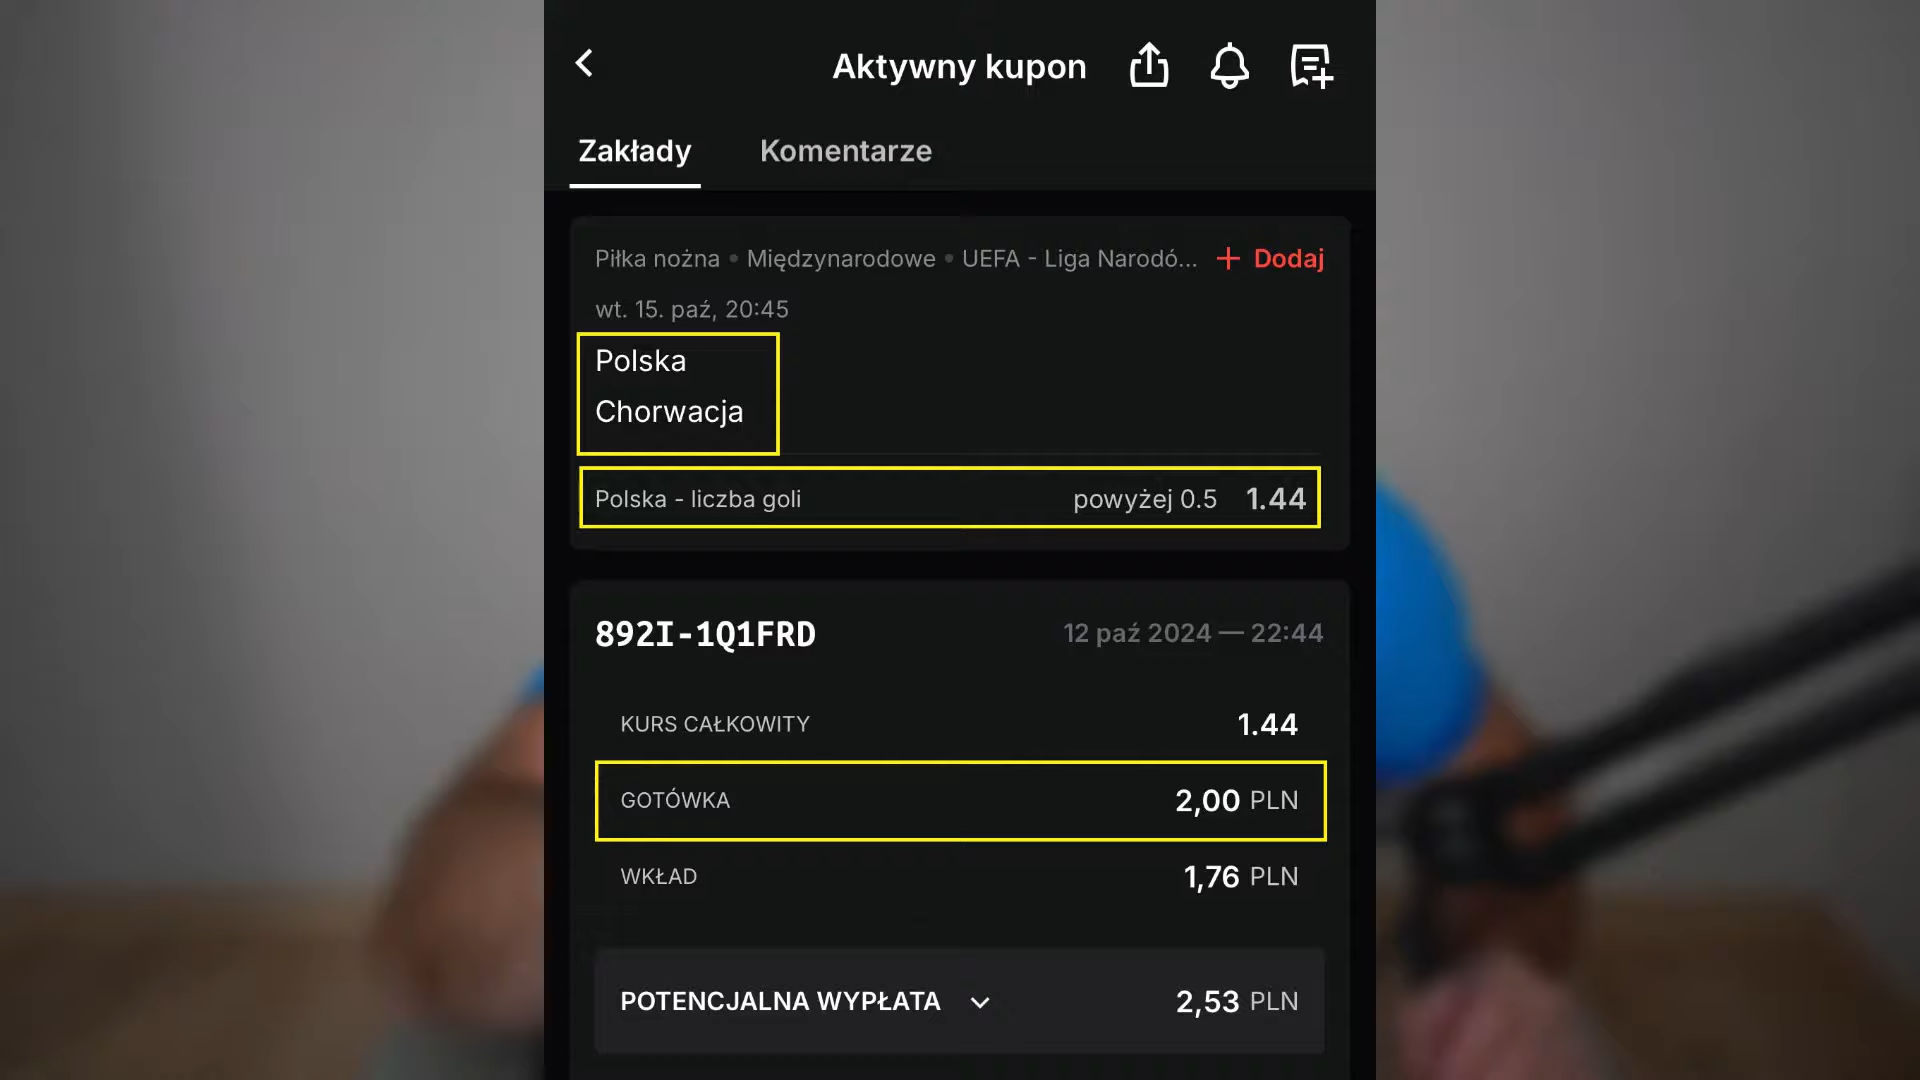 Aktywny kupon
Zakłady Komentarze
Piłka nożna • Międzynarodowe • UEFA - Liga Narodó... + Dodaj
wt. 15. paź, 20:45
Polska
Chorwacja
Polska - liczba goli powyżej 0.5 1.44
892I-1Q1FRD 12 paź 2024 — 22:44
KURS CAŁKOWITY 1.44
GOTÓWKA 2,00 PLN
WKŁAD 1,76 PLN
POTENCJALNA WYPŁATA 2,53 PLN